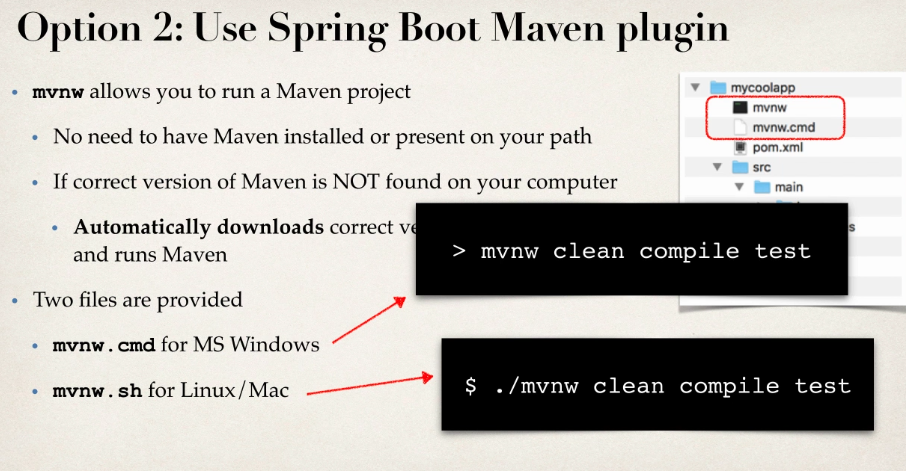 Option 2: Use Spring Boot Maven plugin
mvnw allows you to run a Maven project
No need to have Maven installed or present on your path
If correct version of Maven is NOT found on your computer
Automatically downloads correct
and runs Maven
Two files are provided
mvnw.cmd for MS Windows
mvnw.sh for Linux/Mac
mycoolapp
mvnw
mvnw.cmd
pom.xml
src
main
> mvnw clean compile test
$ ./mvnw clean compile test